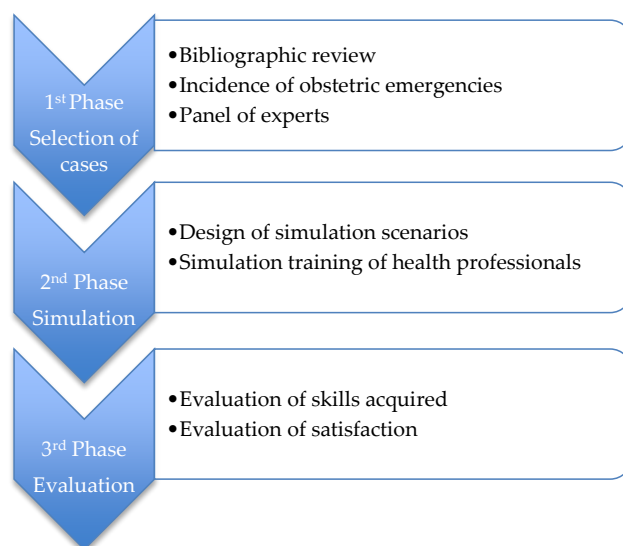 1st Phase
Selection of
cases
•Bibliographic review
•Incidence of obstetric emergencies
•Panel of experts
2nd Phase
Simulation
•Design of simulation scenarios
•Simulation training of health professionals
3rd Phase
Evaluation
•Evaluation of skills acquired
•Evaluation of satisfaction